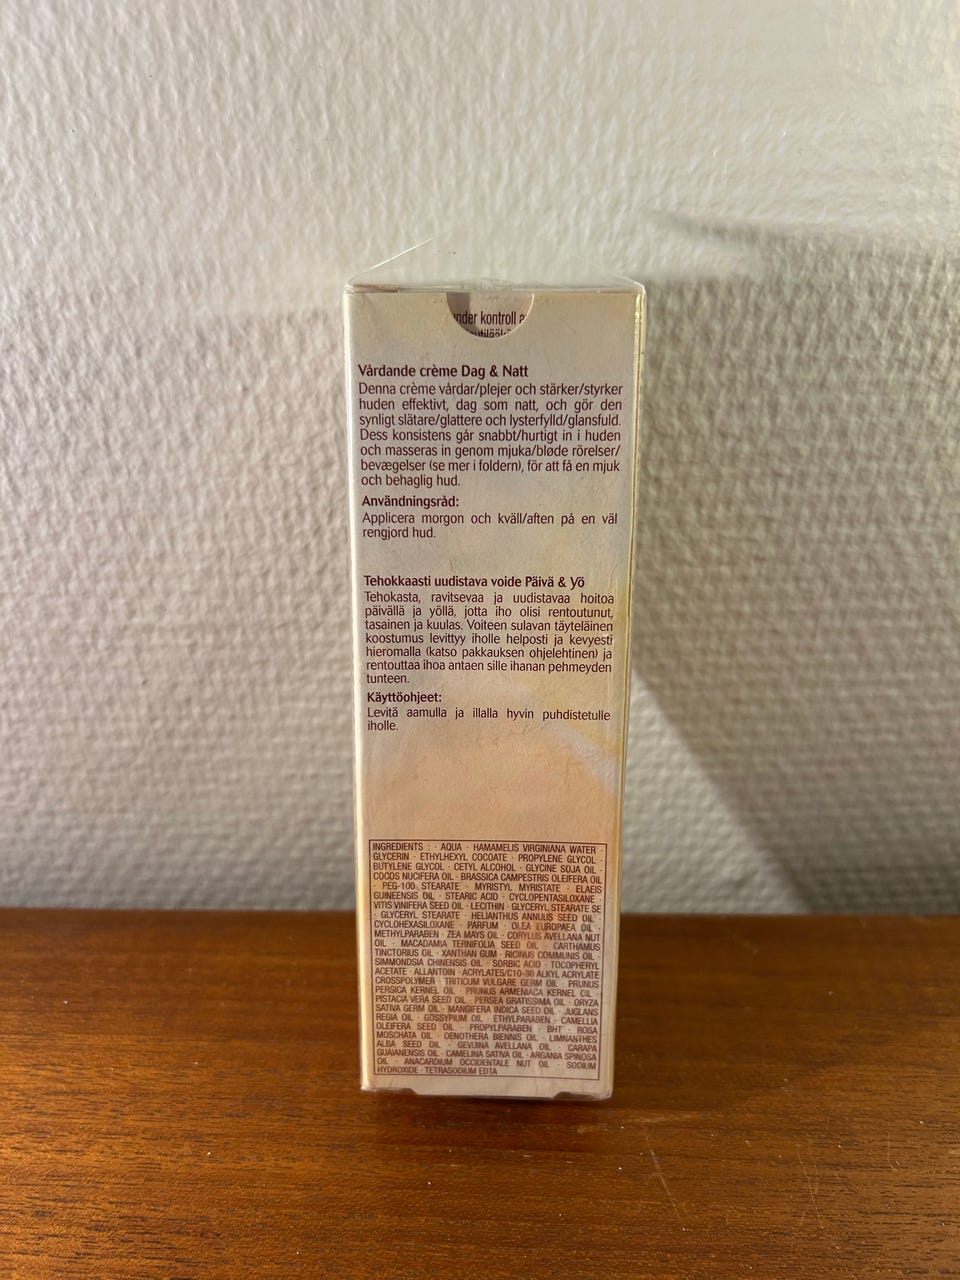 nder kontroll a
Vårdande crème Dag & Natt
Denna crème vårdar/plejer och stärker/styrker
huden effektivt, dag som natt, och gör den
synligt slätare/glattere och lysterfylld/glansfuld.
Dess konsistens går snabbt/hurtigt in i huden
och masseras in genom mjuka/bløde rörelser/
bevægelser (se mer i foldern), för att få en mjuk
och behaglig hud.
Användningsråd:
Applicera morgon och kväll/aften på en väl
rengjord hud.
Tehokkaasti uudistava voide Päivä & Yö
Tehokasta, ravitsevaa ja uudistavaa hoitoa
päivällä ja yöllä, jotta iho olisi rentoutunut,
tasainen ja kuulas. Voiteen sulavan täyteläinen
koostumus levittyy iholle helposti ja kevyesti
hieromalla (katso pakkauksen ohjelehtinen) ja
rentouttaa ihoa antaen sille ihanan pehmeyden
tunteen.
Käyttöohjeet:
Levitä aamulla ja illalla hyvin puhdistetulle
iholle.
INGREDIENTS : · AQUA · HAMAMELIS VIRGINIANA WATER ·
GLYCERIN · ETHYLHEXYL COCOATE · PROPYLENE GLYCOL ·
BUTYLENE GLYCOL · CETYL ALCOHOL · GLYCINE SOJA OIL ·
COCOS NUCIFERA OIL · BRASSICA CAMPESTRIS OLEIFERA OIL
· PEG-100 STEARATE · MYRISTYL MYRISTATE · ELAEIS
GUINEENSIS OIL · STEARIC ACID · CYCLOPENTASILOXANE ·
VITIS VINIFERA SEED OIL · LECITHIN · GLYCERYL STEARATE SE
· GLYCERYL STEARATE · HELIANTHUS ANNUUS SEED OIL ·
CYCLOHEXASILOXANE · PARFUM · OLEA EUROPAEA OIL ·
METHYLPARABEN · ZEA MAYS OIL · CORYLUS AVELLANA NUT
OIL · MACADAMIA TERNIFOLIA SEED OIL · CARTHAMUS
TINCTORIUS OIL · XANTHAN GUM · RICINUS COMMUNIS OIL ·
SIMMONDSIA CHINENSIS OIL · SORBIC ACID · TOCOPHERYL
ACETATE · ALLANTOIN · ACRYLATES/C10-30 ALKYL ACRYLATE
CROSSPOLYMER · TRITICUM VULGARE GERM OIL · PRUNUS
PERSICA KERNEL OIL · PRUNUS ARMENIACA KERNEL OIL ·
PISTACIA VERA SEED OIL · PERSEA GRATISSIMA OIL · ORYZA
SATIVA GERM OIL · MANGIFERA INDICA SEED OIL · JUGLANS
REGIA OIL · GOSSYPIUM OIL · ETHYLPARABEN · CAMELLIA
OLEIFERA SEED OIL · PROPYLPARABEN · BHT · ROSA
MOSCHATA OIL · OENOTHERA BIENNIS OIL · LIMNANTHES
ALBA SEED OIL · GEVUINA AVELLANA OIL · CARAPA
GUAIANENSIS OIL · CAMELINA SATIVA OIL · ARGANIA SPINOSA
OIL · ANACARDIUM OCCIDENTALE NUT OIL · SODIUM
HYDROXIDE · TETRASODIUM EDTA